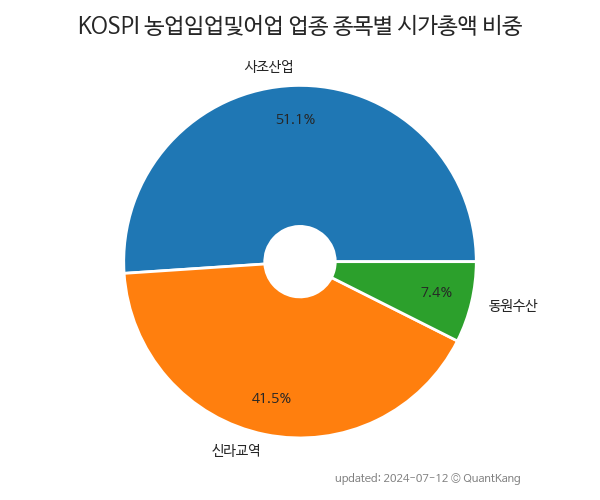 KOSPI 농업임업및어업 업종 종목별 시가총액 비중
사조산업
51.1%
7.4%
동원수산
41.5%
신라교역
updated: 2024-07-12 © QuantKang